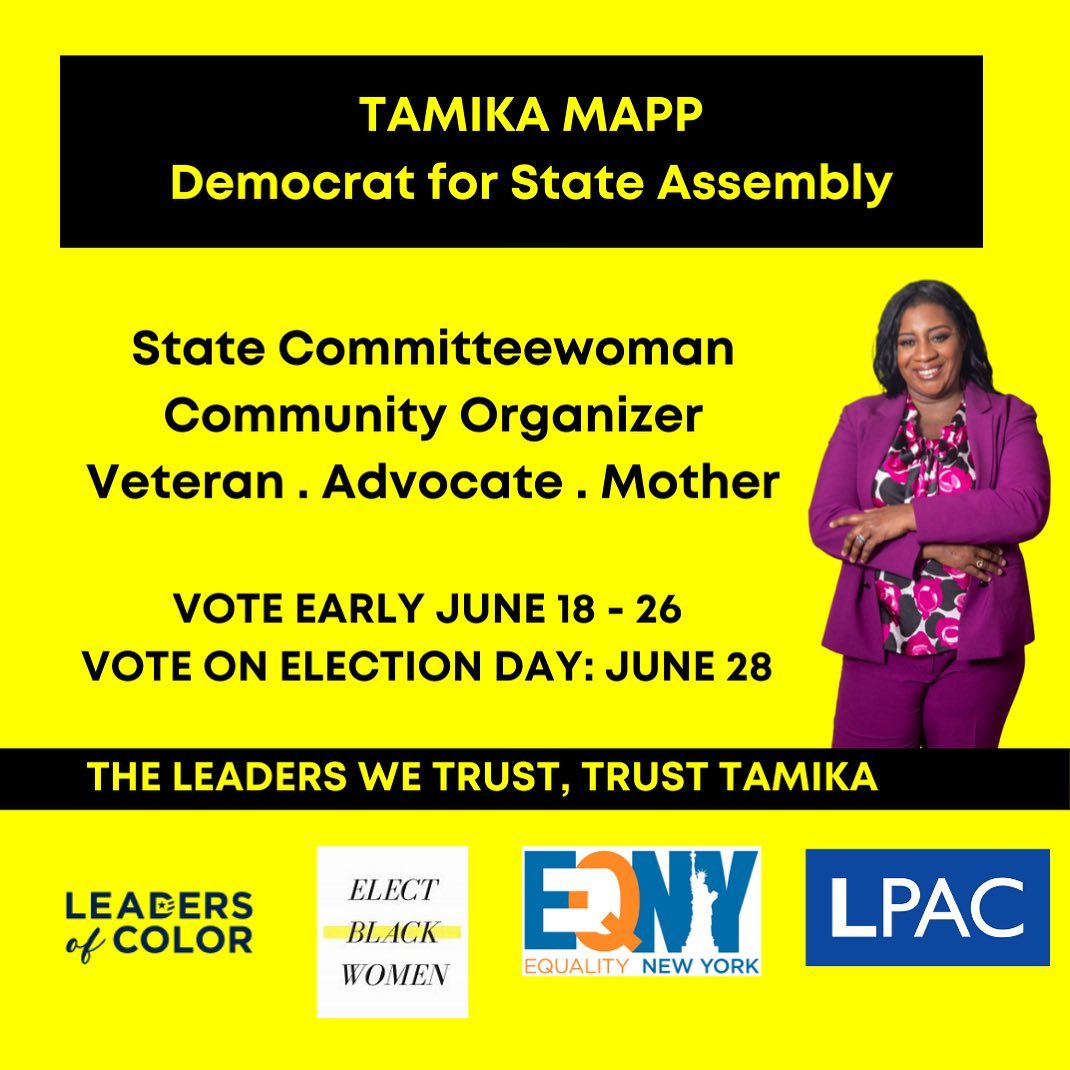 TAMIKA MAPP
Democrat for State Assembly
State Committeewoman
Community Organizer
Veteran . Advocate . Mother
VOTE EARLY JUNE 18 - 26
VOTE ON ELECTION DAY: JUNE 28
THE LEADERS WE TRUST, TRUST TAMIKA
LEADERS
of COLOR
ELECT
BLACK
WOMEN
EQNY
EQUALITY NEW YORK
LPAC